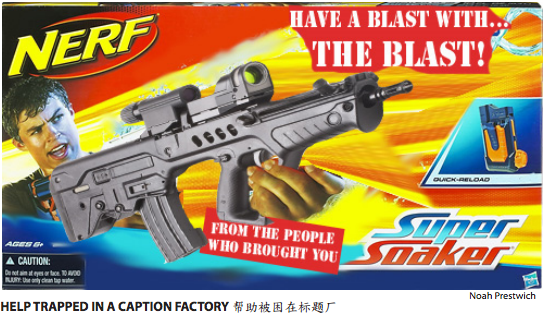 NERF
HAVE A BLAST WITH...
THE BLAST!
QUICK-RELOAD
FROM THE PEOPLE
WHO BROUGHT YOU
Super
Soaker
AGES 6+
CAUTION:
Do not aim at eyes or face. TO AVOID
INJURY: Use only clean tap water.
Noah Prestwich
HELP TRAPPED IN A CAPTION FACTORY 帮助被困在标题厂